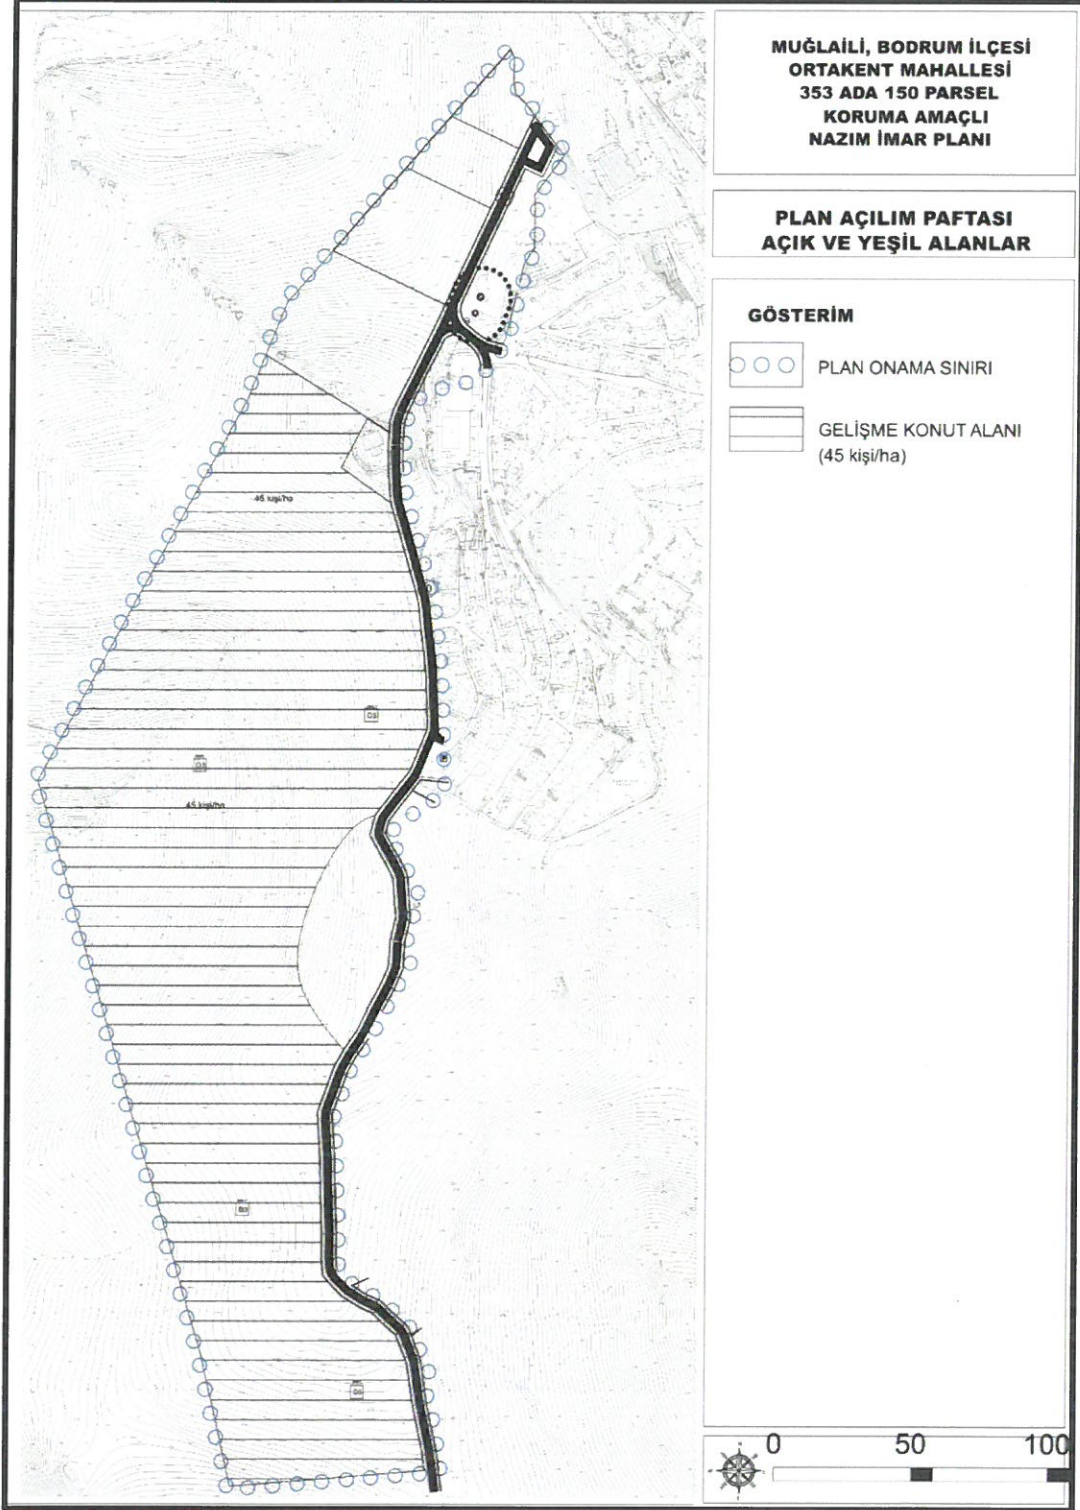 MUĞLAİLİ, BODRUM İLÇESİ
ORTAKENT MAHALLESİ
353 ADA 150 PARSEL
KORUMA AMAÇLI
NAZIM İMAR PLANI
PLAN AÇILIM PAFTASI
AÇIK VE YEŞİL ALANLAR
GÖSTERİM
PLAN ONAMA SINIRI
GELİŞME KONUT ALANI
(45 kişi/ha)
45 kişi/ha
45 kişi/ha
0 50 100